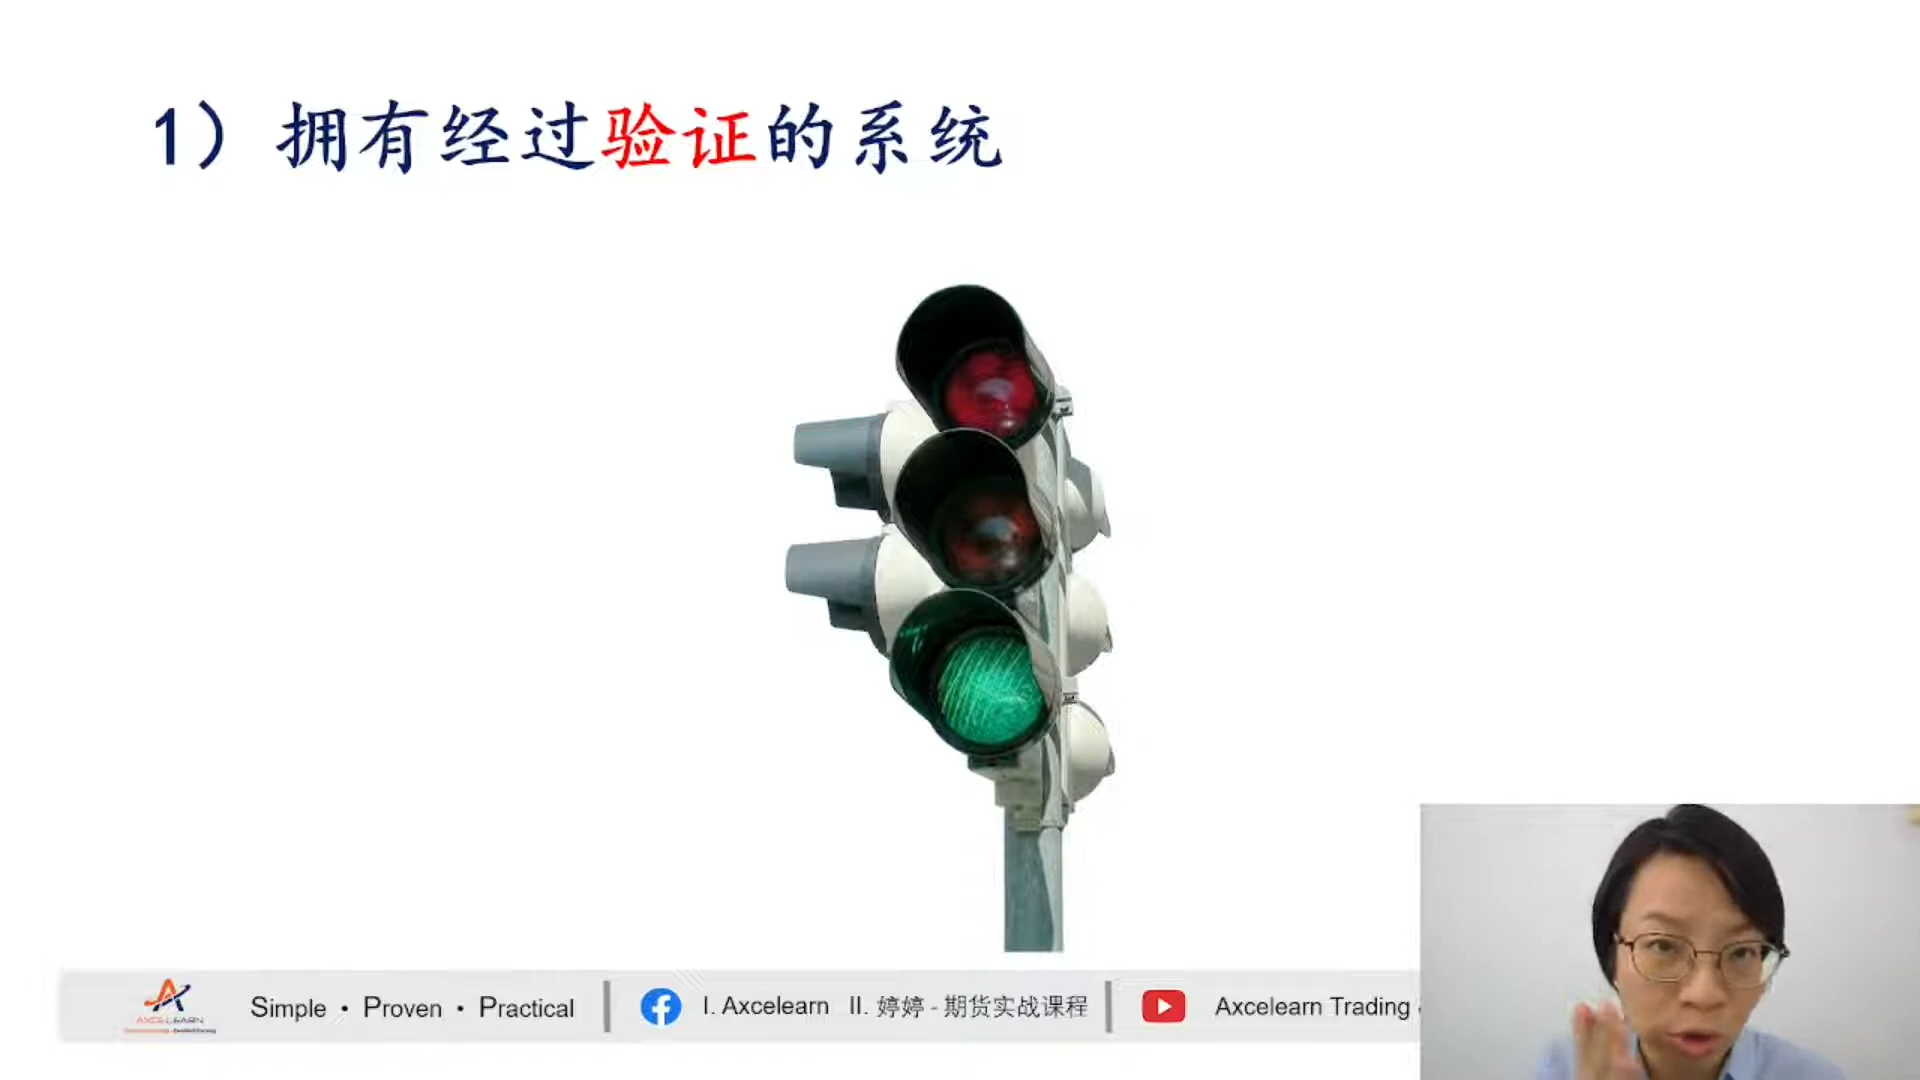 1）拥有经过验证的系统
AXCELEARN
Simple • Proven • Practical
I. Axcelearn II. 婷婷 - 期货实战课程
Axcelearn Trading